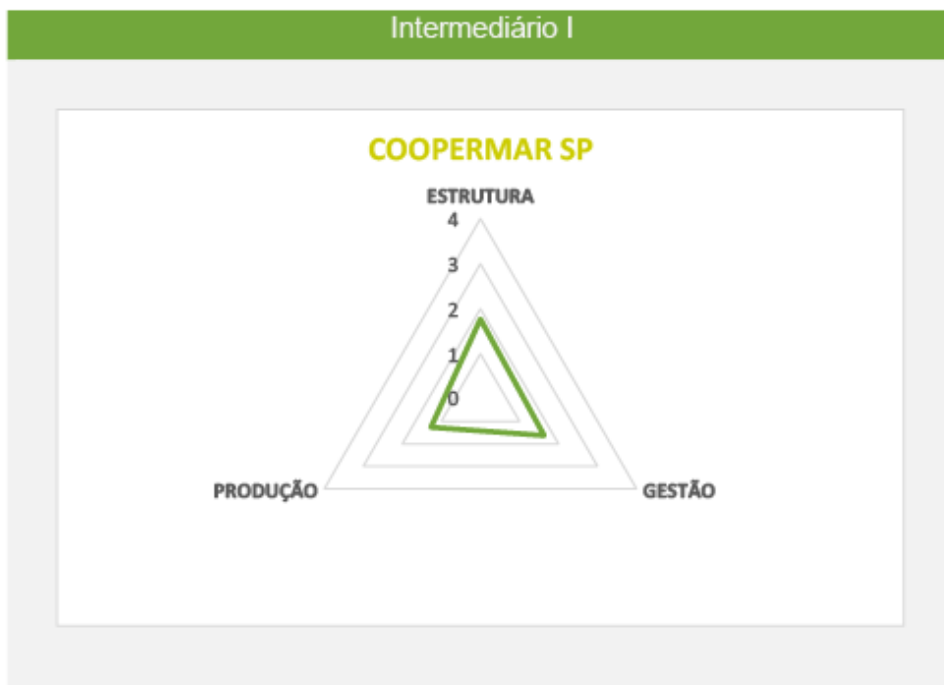 Intermediário I
COOPERMAR SP
ESTRUTURA
4
3
2
1
0
PRODUÇÃO
GESTÃO